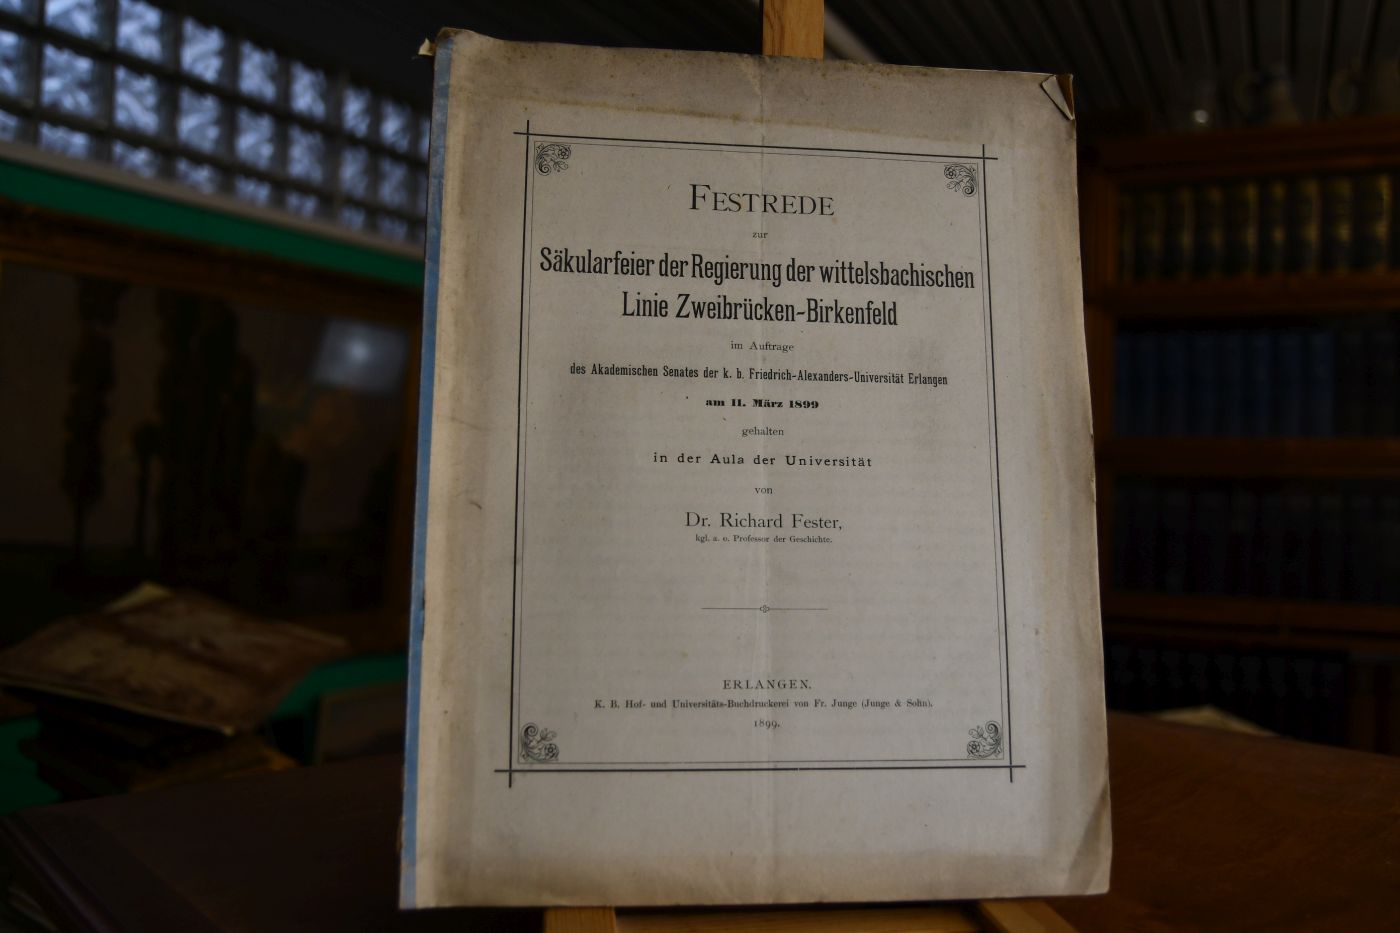 FESTREDE
zur
Säkularfeier der Regierung der wittelsbachischen
Linie Zweibrücken-Birkenfeld
im Auftrage
des Akademischen Senates der k. b. Friedrich-Alexanders-Universität Erlangen
am 11. März 1899
gehalten
in der Aula der Universität
von
Dr. Richard Fester,
kgl. a. o. Professor der Geschichte.
ERLANGEN.
K. B. Hof- und Universitäts-Buchdruckerei von Fr. Junge (Junge & Sohn).
1899.